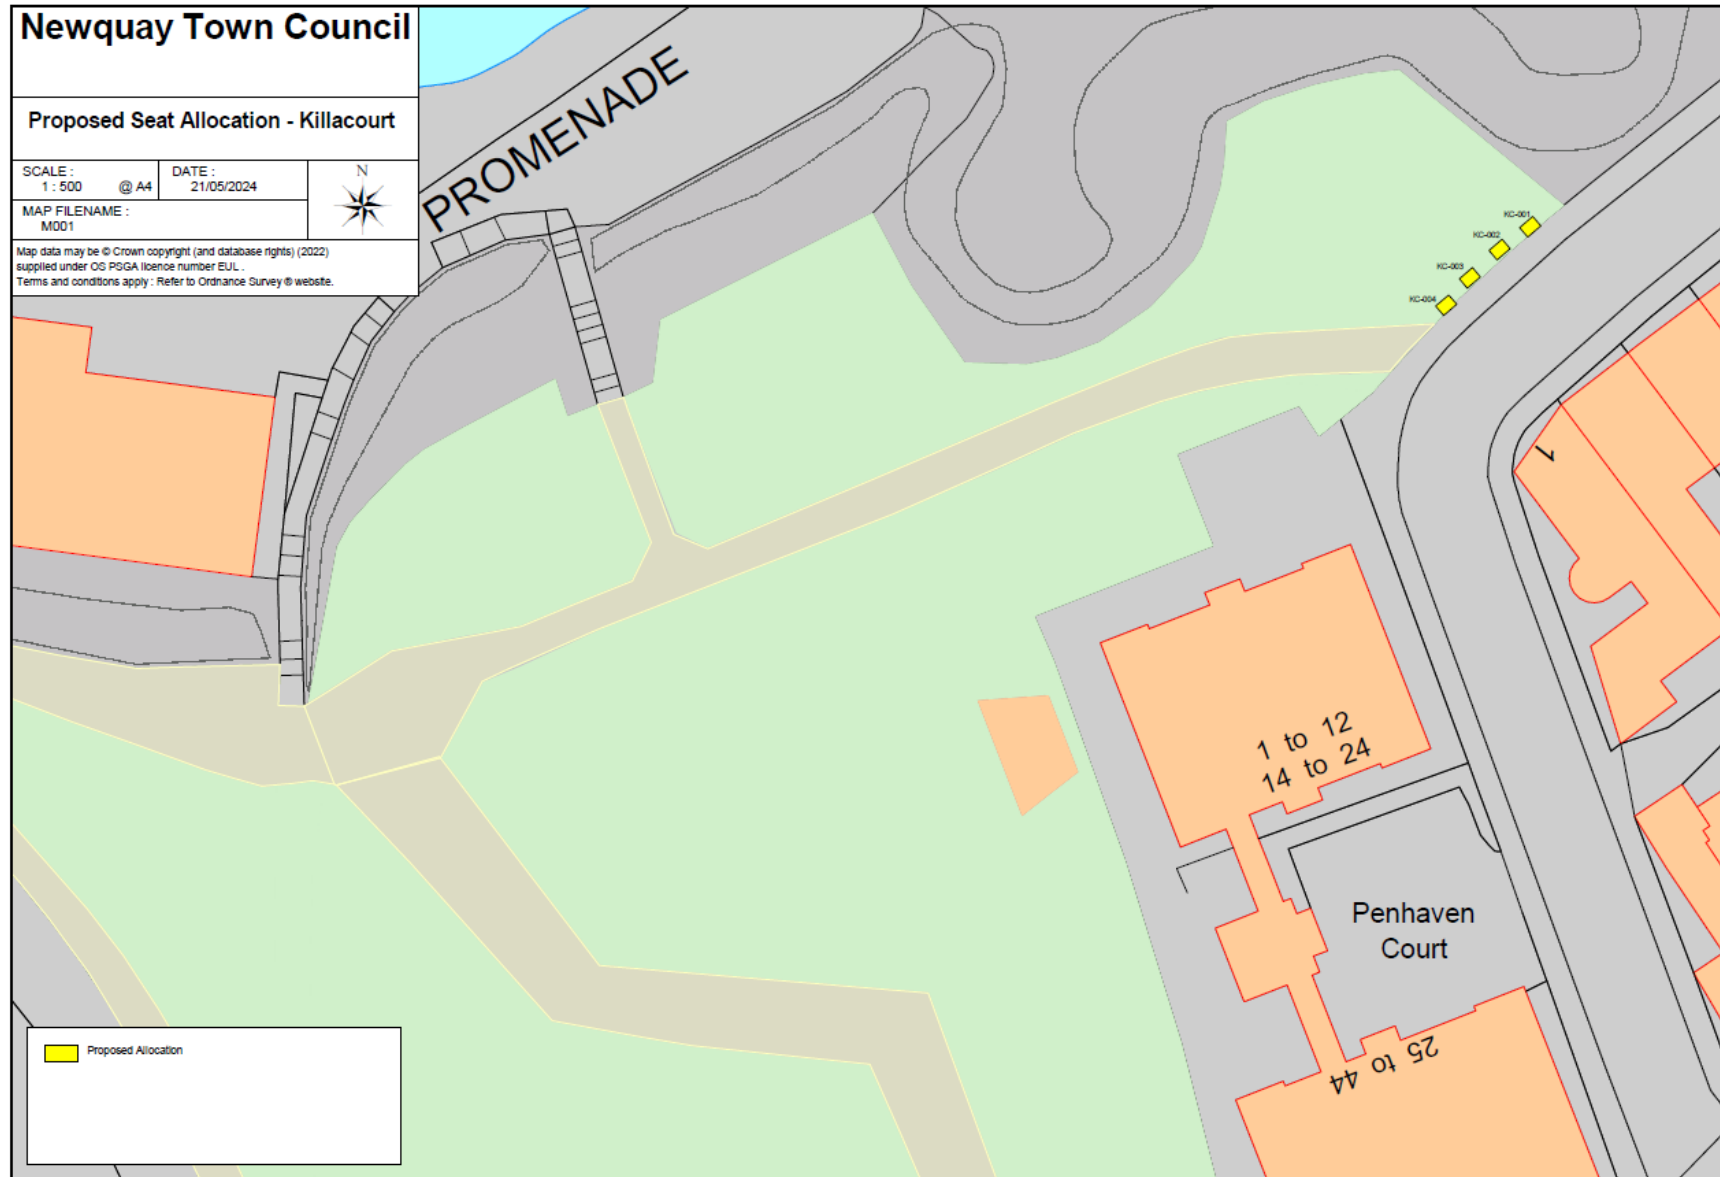 Newquay Town Council
Proposed Seat Allocation - Killacourt
SCALE :
1 : 500 @ A4
DATE :
21/05/2024
N
MAP FILENAME :
M001
Map data may be © Crown copyright (and database rights) (2022)
supplied under OS PSGA licence number EUL .
Terms and conditions apply : Refer to Ordnance Survey ® website.
PROMENADE
KC-001
KC-002
KC-003
KC-004
1
1 to 12
14 to 24
Penhaven
Court
25 to 44
Proposed Allocation